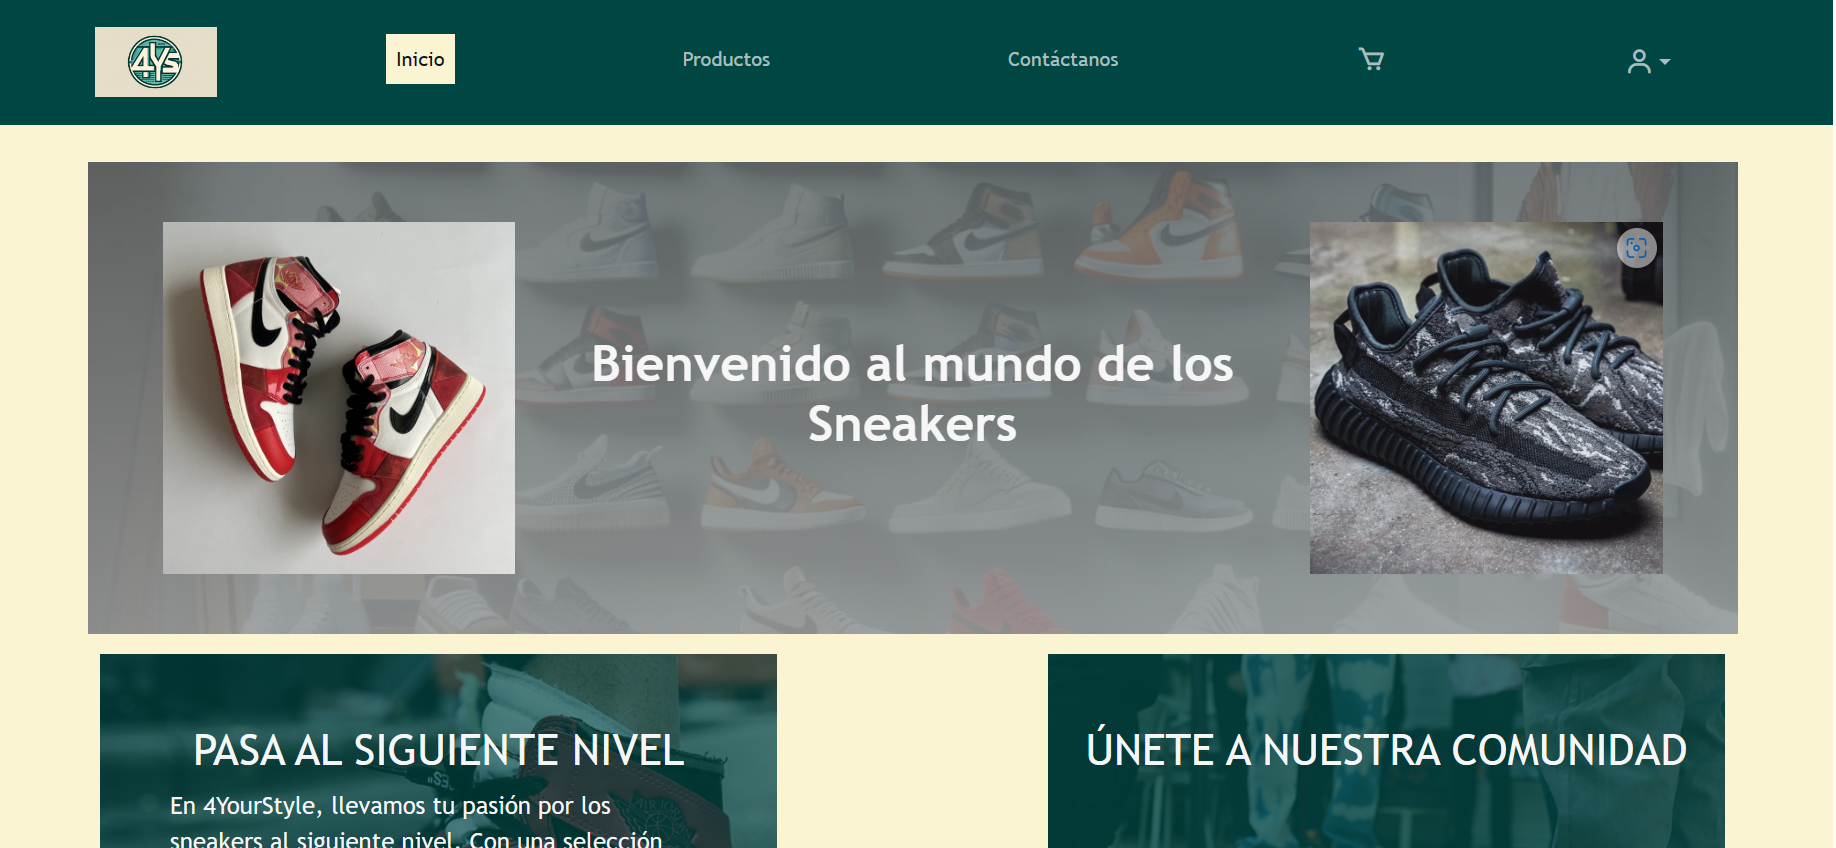 4YS
Inicio
Productos
Contáctanos
Bienvenido al mundo de los
Sneakers
PASA AL SIGUIENTE NIVEL
En 4YourStyle, llevamos tu pasión por los
sneakers al siguiente nivel. Con una selección
ÚNETE A NUESTRA COMUNIDAD